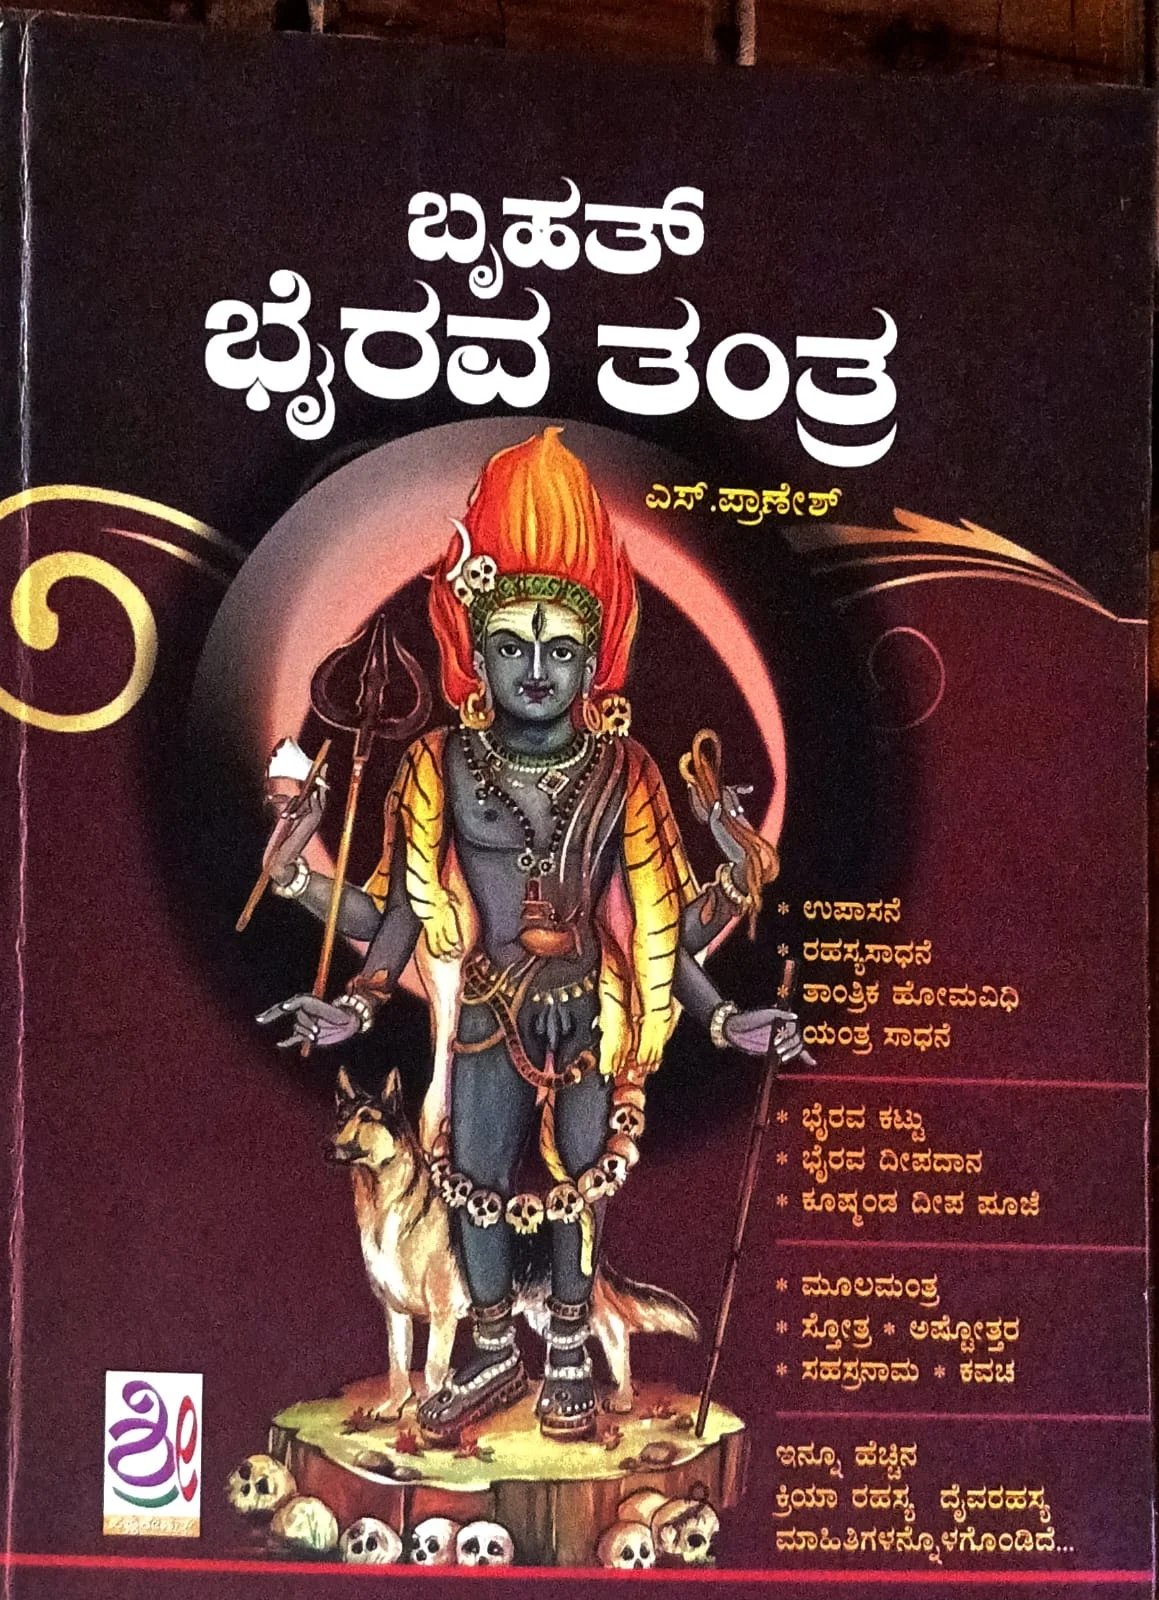 ಬೃಹತ್
ಭೈರವ ತಂತ್ರ
ಎಸ್.ಪ್ರಾಣೇಶ್
* ಉಪಾಸನೆ
* ರಹಸ್ಯಸಾಧನೆ
* ತಾಂತ್ರಿಕ ಹೋಮವಿಧಿ
* ಯಂತ್ರ ಸಾಧನೆ
* ಭೈರವ ಕಟ್ಟು
* ಭೈರವ ದೀಪದಾನ
* ಕೂಷ್ಮಂಡ ದೀಪ ಪೂಜೆ
* ಮೂಲಮಂತ್ರ
* ಸ್ತೋತ್ರ * ಅಷ್ಟೋತ್ತರ
* ಸಹಸ್ರನಾಮ * ಕವಚ
ಇನ್ನೂ ಹೆಚ್ಚಿನ
ಕ್ರಿಯಾ ರಹಸ್ಯ ದೈವರಹಸ್ಯ
ಮಾಹಿತಿಗಳನ್ನೊಳಗೊಂಡಿದೆ...
ಶ್ರೀ